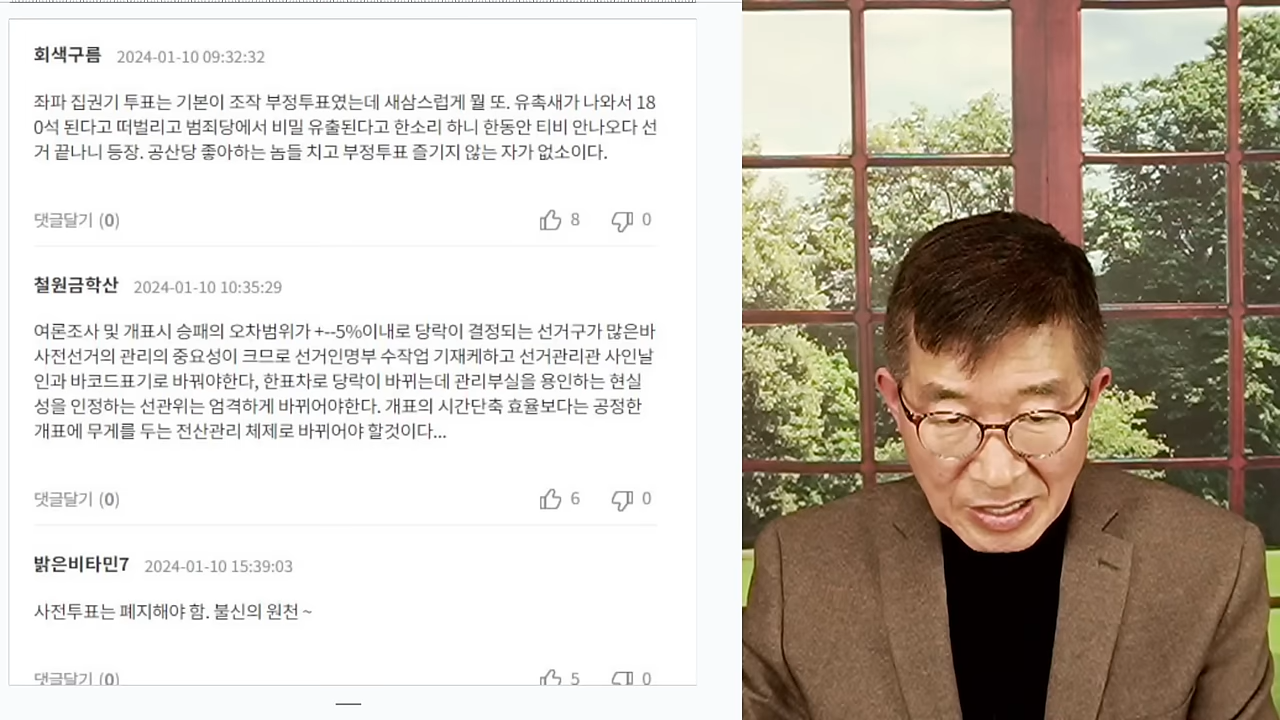 회색구름 2024-01-10 09:32:32
좌파 집권기 투표는 기본이 조작 부정투표였는데 새삼스럽게 뭘 또. 유촉새가 나와서 18
0석 된다고 떠벌리고 범죄당에서 비밀 유출된다고 한소리 하니 한동안 티비 안나오다 선
거 끝나니 등장. 공산당 좋아하는 놈들 치고 부정투표 즐기지 않는 자가 없소이다.
댓글달기 (0) 8 0
철원금학산 2024-01-10 10:35:29
여론조사 및 개표시 승패의 오차범위가 +--5%이내로 당락이 결정되는 선거구가 많은바
사전선거의 관리의 중요성이 크므로 선거인명부 수작업 기재케하고 선거관리관 사인날
인과 바코드표기로 바꿔야한다, 한표차로 당락이 바뀌는데 관리부실을 용인하는 현실
성을 인정하는 선관위는 엄격하게 바뀌어야한다. 개표의 시간단축 효율보다는 공정한
개표에 무게를 두는 전산관리 체제로 바뀌어야 할것이다...
댓글달기 (0) 6 0
밝은비타민7 2024-01-10 15:39:03
사전투표는 폐지해야 함. 불신의 원천 ~
댓글달기 (0) 5 0